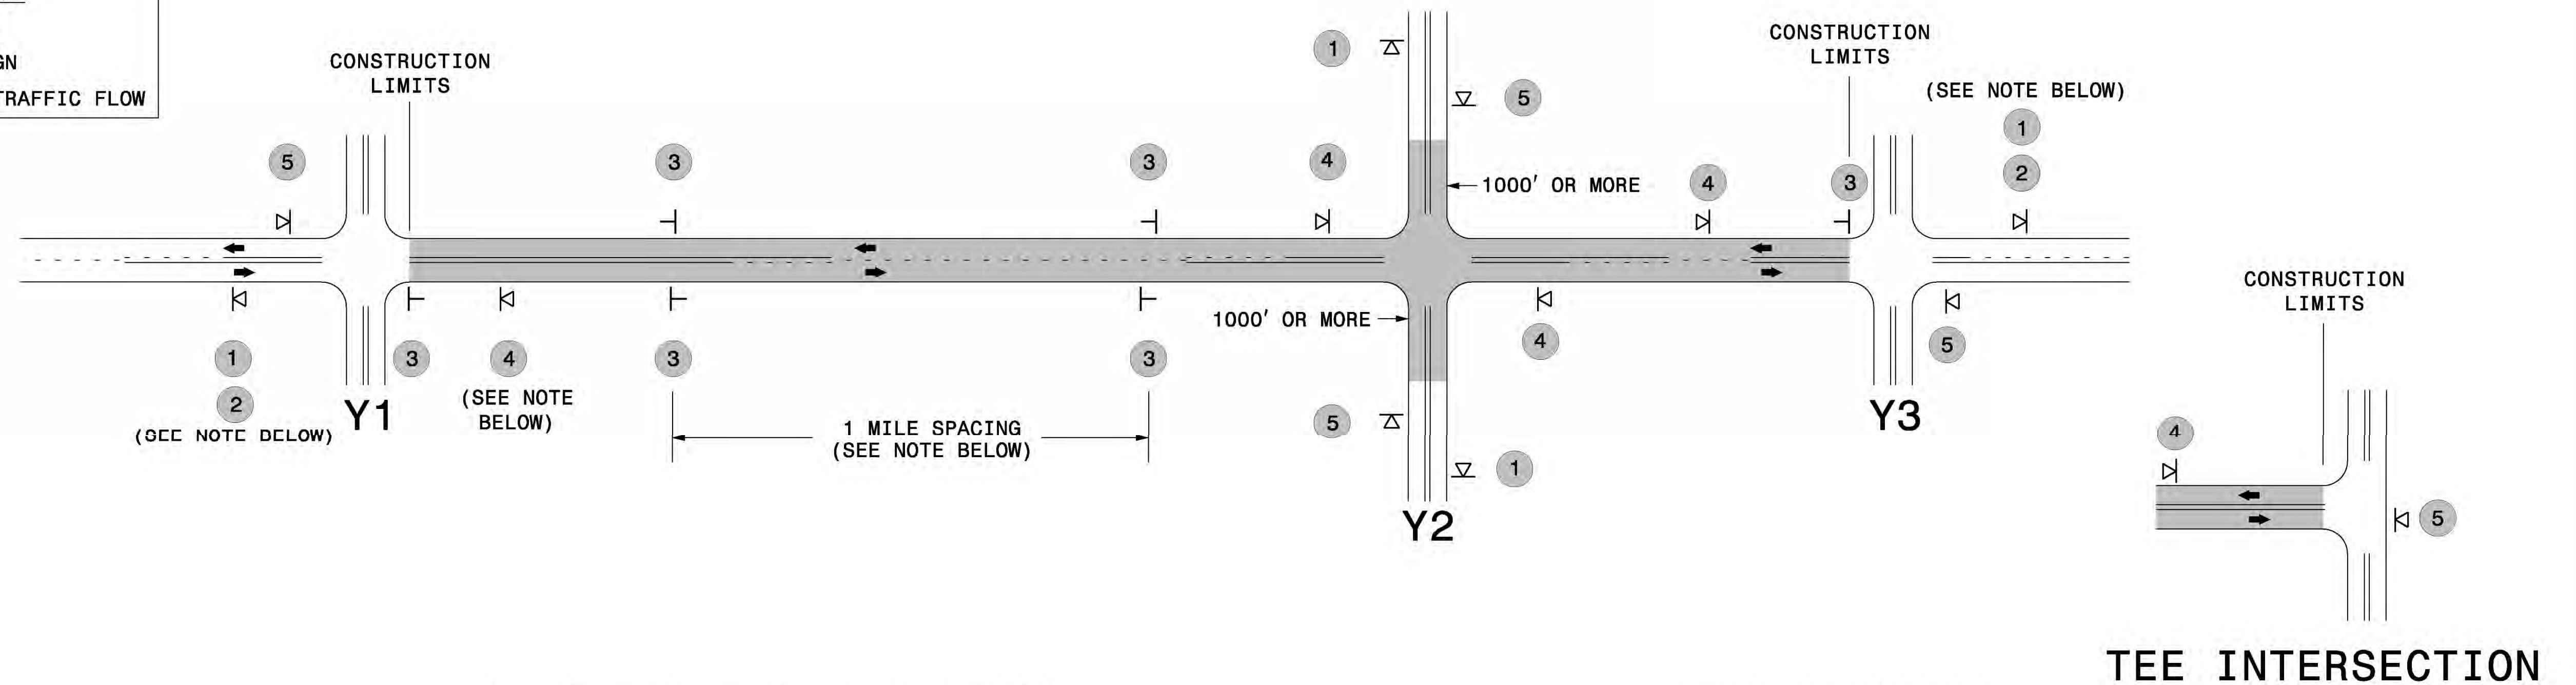 GN
TRAFFIC FLOW
CONSTRUCTION
LIMITS
1
5
CONSTRUCTION
LIMITS
(SEE NOTE BELOW)
1
2
5
3
3
4
1000' OR MORE
4
3
1000' OR MORE
4
5
1
2
(SEE NOTE BELOW)
Y1
3
4
(SEE NOTE
BELOW)
3
3
1 MILE SPACING
(SEE NOTE BELOW)
5
1
Y2
Y3
CONSTRUCTION
LIMITS
4
5
TEE INTERSECTION